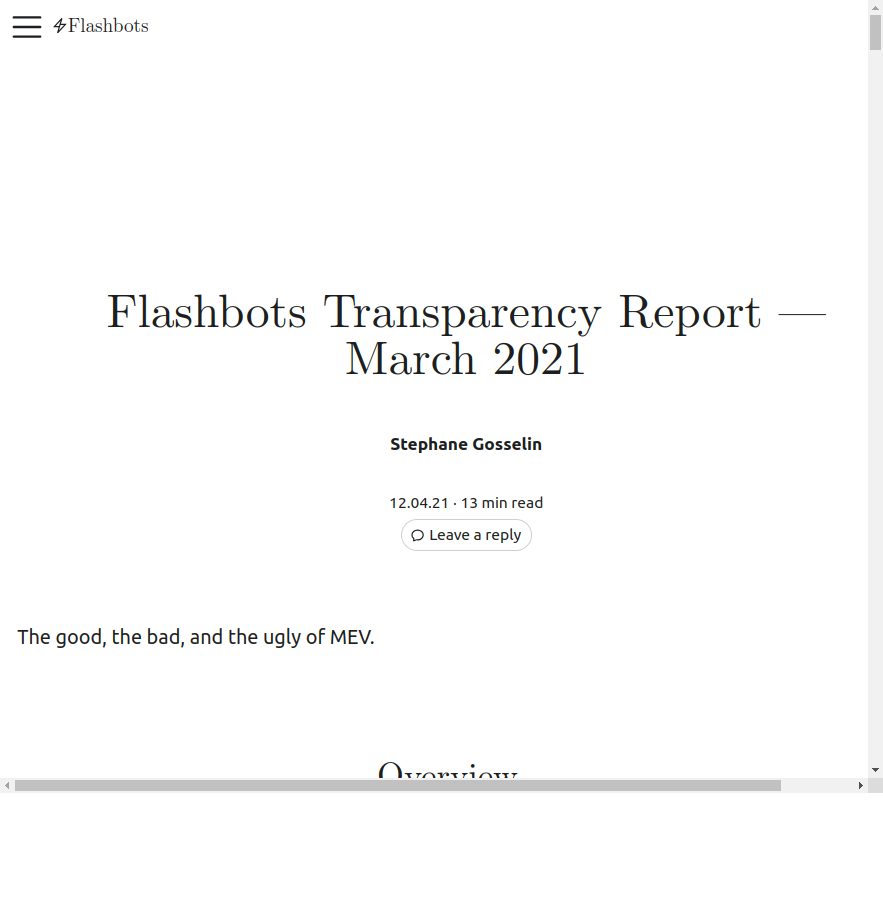 Flashbots
Flashbots Transparency Report —
March 2021
Stephane Gosselin
12.04.21 · 13 min read
Leave a reply
The good, the bad, and the ugly of MEV.
Overview